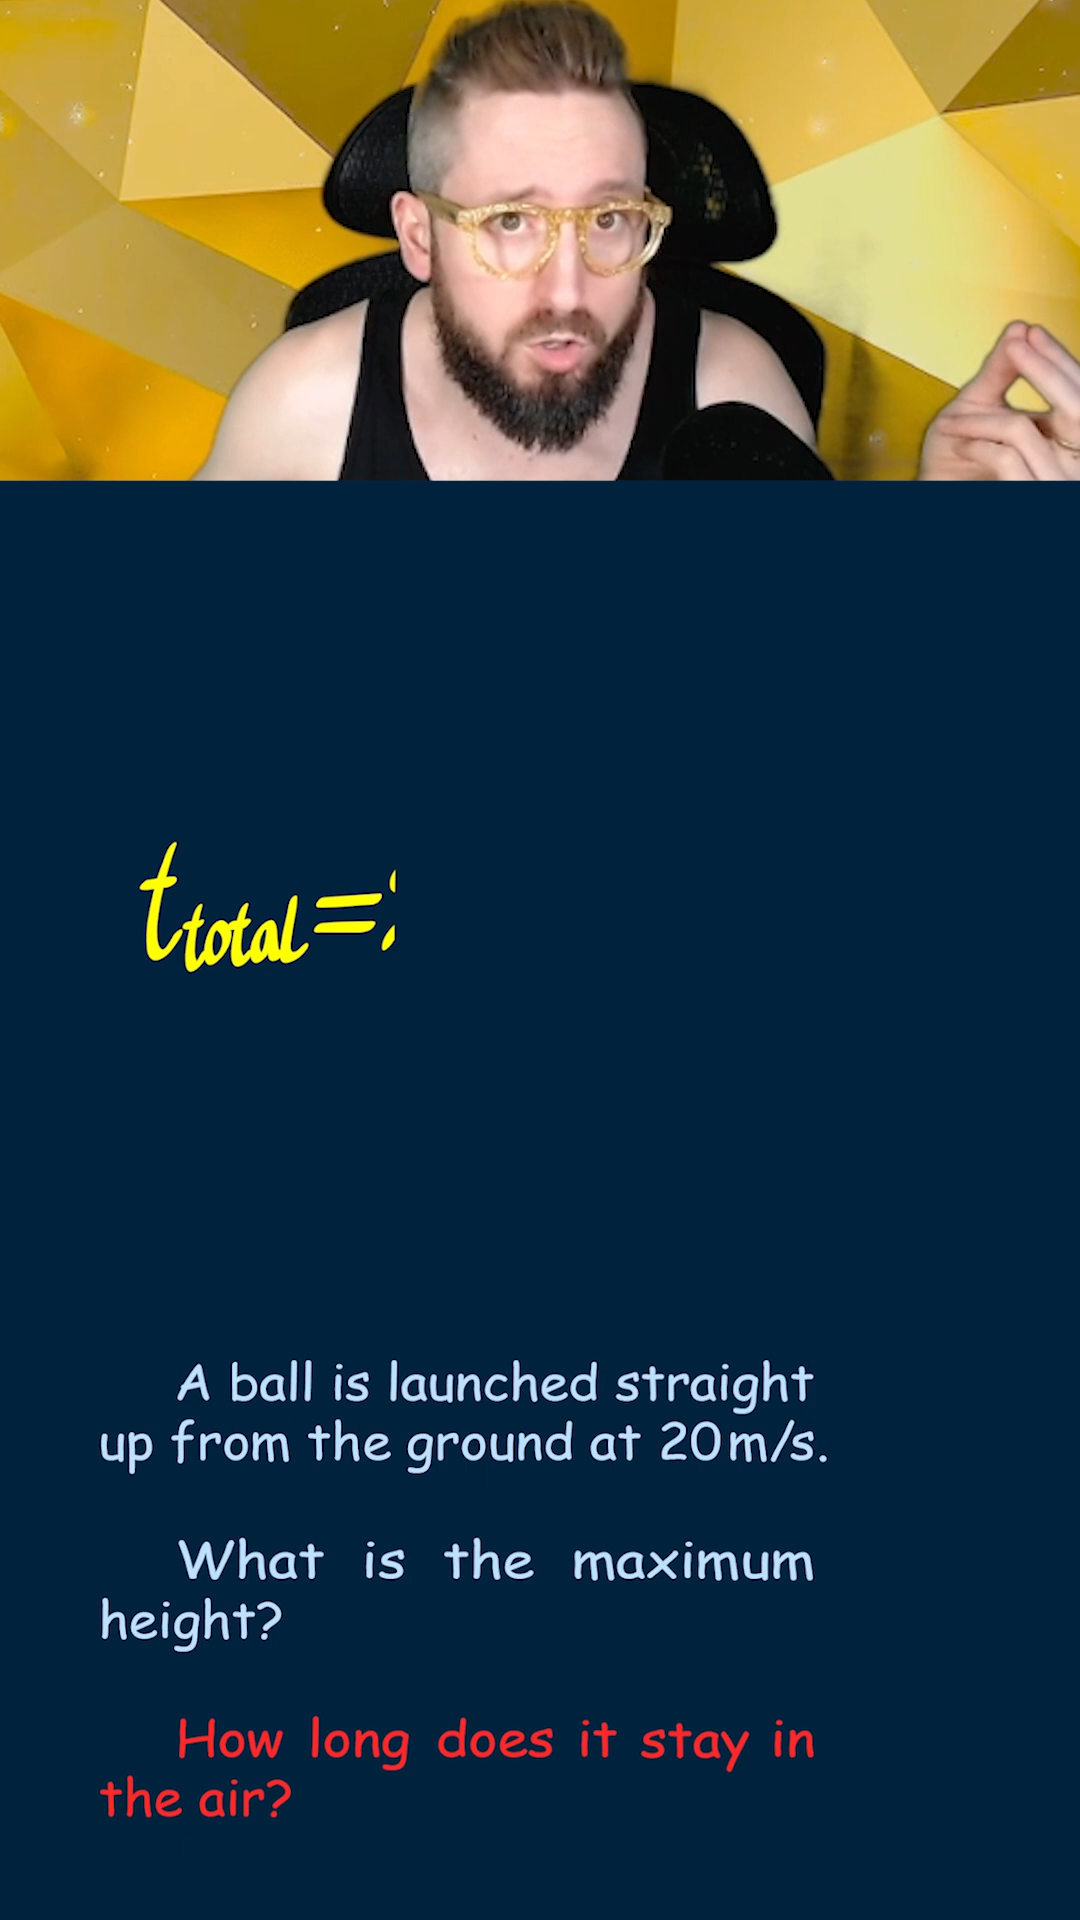 t_total =
A ball is launched straight
up from the ground at 20 m/s.
What is the maximum
height?
How long does it stay in
the air?